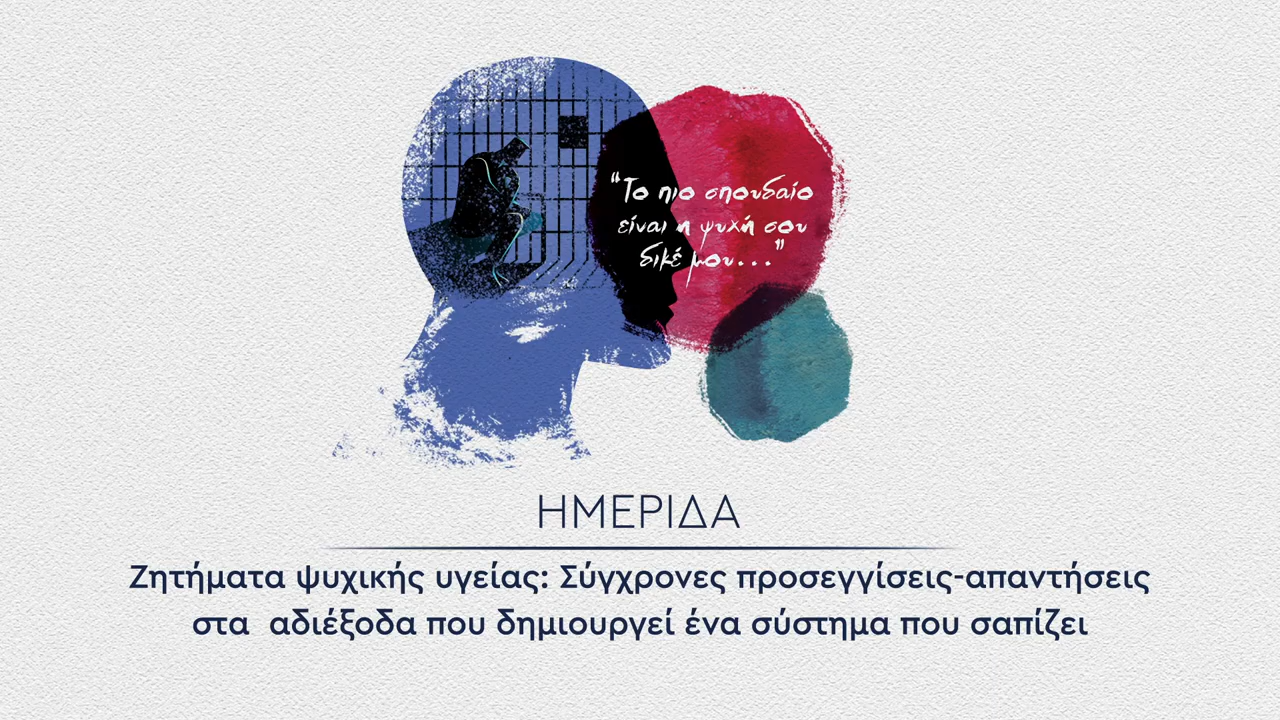 "Το πιο σπουδαίο
είναι η ψυχή σου
δικέ μου..."
ΗΜΕΡΙΔΑ
Ζητήματα ψυχικής υγείας: Σύγχρονες προσεγγίσεις-απαντήσεις
στα αδιέξοδα που δημιουργεί ένα σύστημα που σαπίζει